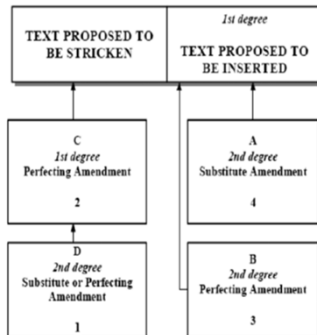 1st degree
TEXT PROPOSED TO
BE STRICKEN
TEXT PROPOSED TO
BE INSERTED
C
1st degree
Perfecting Amendment
2
A
2nd degree
Substitute Amendment
4
D
2nd degree
Substitute or Perfecting
Amendment
1
B
2nd degree
Perfecting Amendment
3